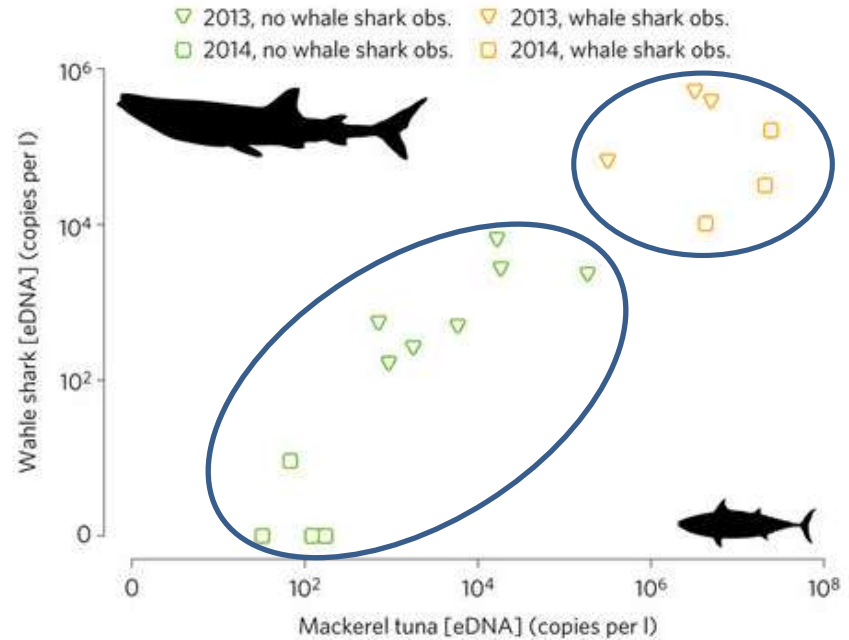 2013, no whale shark obs. 2013, whale shark obs.
2014, no whale shark obs. 2014, whale shark obs.
10⁶
10⁴
10²
0
Wahle shark [eDNA] (copies per l)
0 10² 10⁴ 10⁶ 10⁸
Mackerel tuna [eDNA] (copies per l)